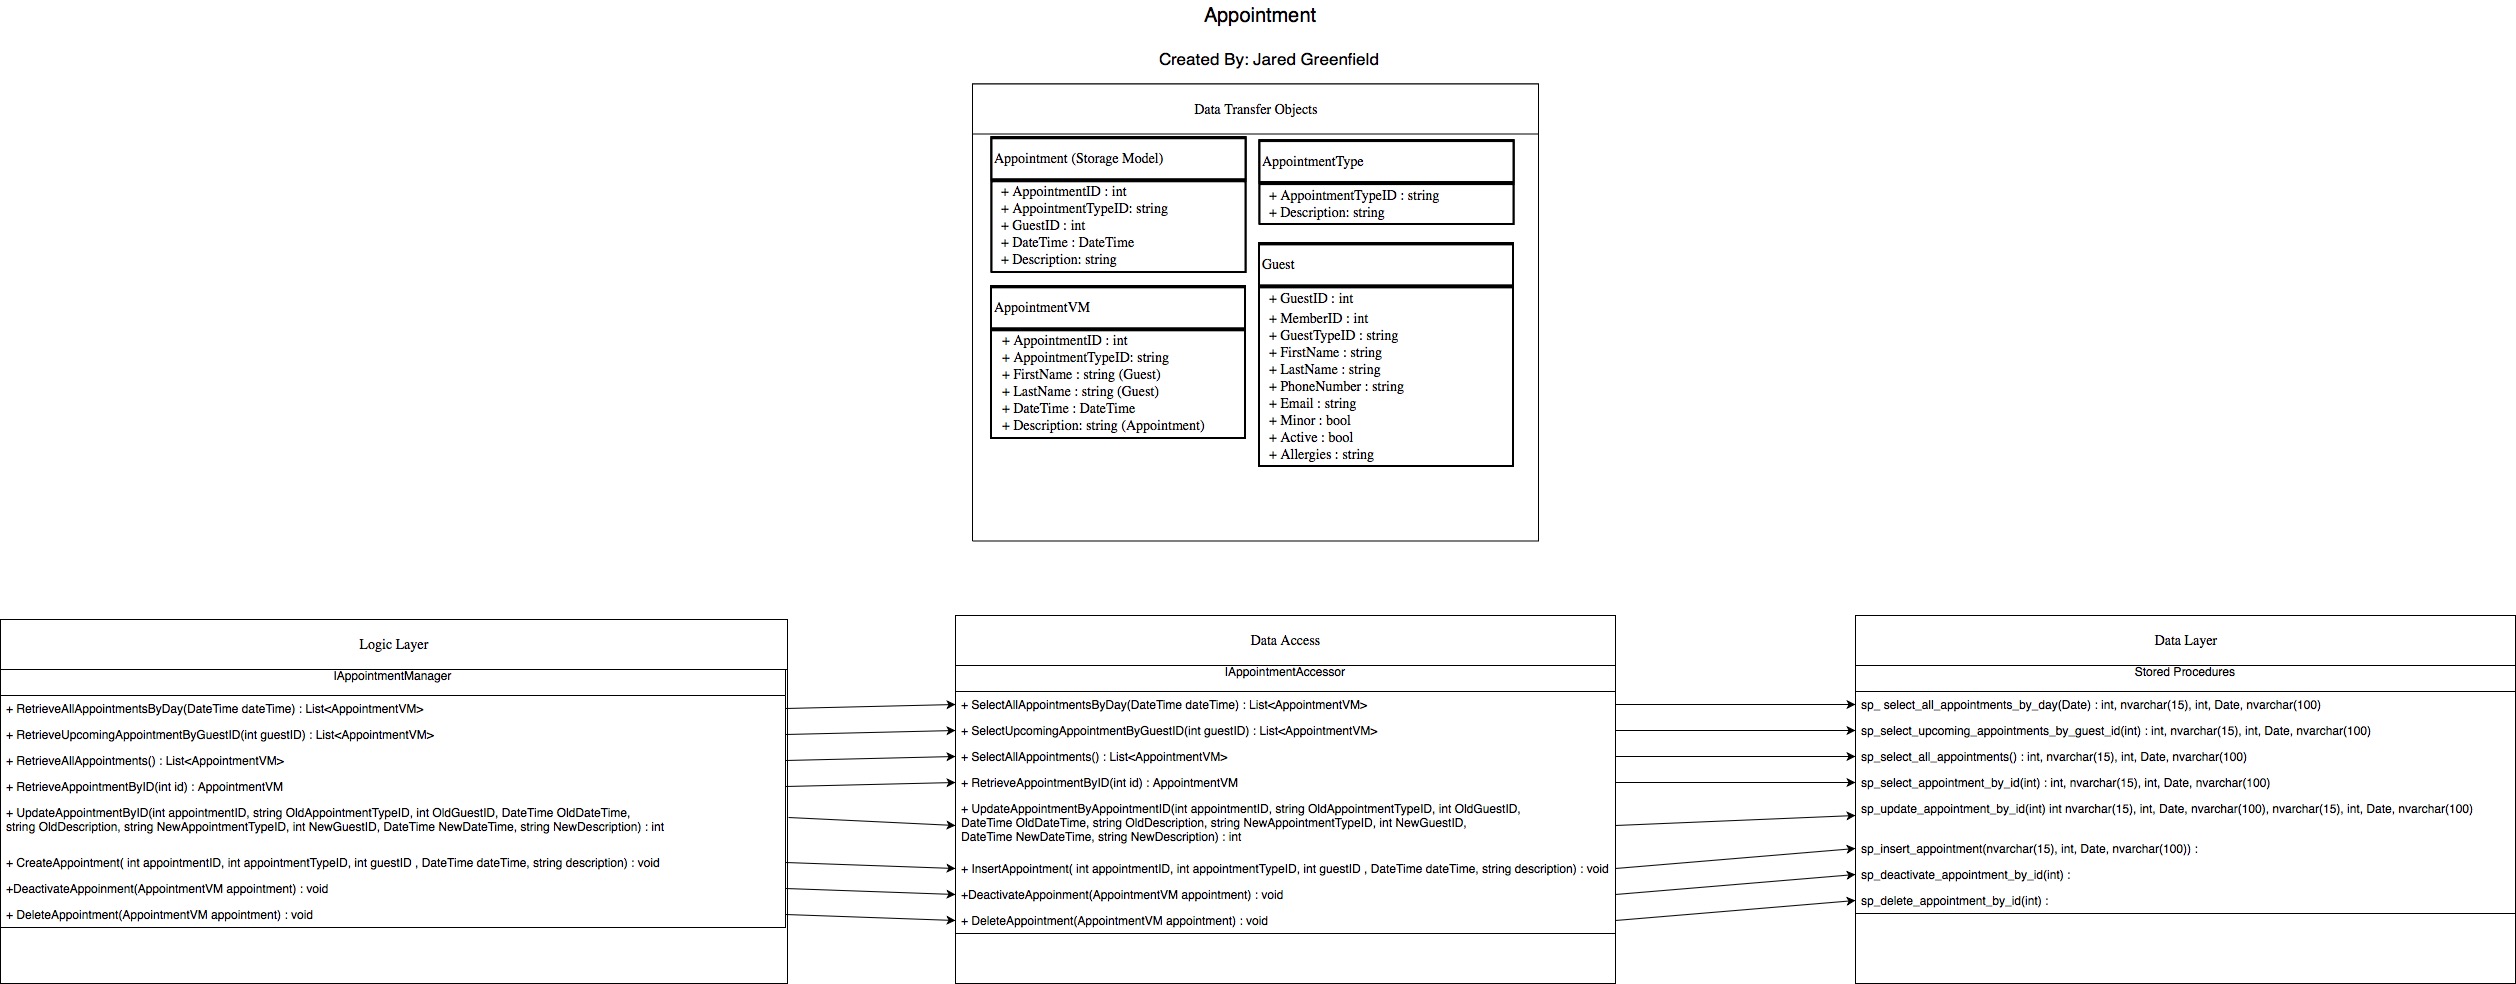 Appointment
Created By: Jared Greenfield
Data Transfer Objects
Appointment (Storage Model)
+ AppointmentID : int
+ AppointmentTypeID: string
+ GuestID : int
+ DateTime : DateTime
+ Description: string
AppointmentType
+ AppointmentTypeID : string
+ Description: string
AppointmentVM
+ AppointmentID : int
+ AppointmentTypeID: string
+ FirstName : string (Guest)
+ LastName : string (Guest)
+ DateTime : DateTime
+ Description: string (Appointment)
Guest
+ GuestID : int
+ MemberID : int
+ GuestTypeID : string
+ FirstName : string
+ LastName : string
+ PhoneNumber : string
+ Email : string
+ Minor : bool
+ Active : bool
+ Allergies : string
Logic Layer
IAppointmentManager
+ RetrieveAllAppointmentsByDay(DateTime dateTime) : List<AppointmentVM>
+ RetrieveUpcomingAppointmentByGuestID(int guestID) : List<AppointmentVM>
+ RetrieveAllAppointments() : List<AppointmentVM>
+ RetrieveAppointmentByID(int id) : AppointmentVM
+ UpdateAppointmentByID(int appointmentID, string OldAppointmentTypeID, int OldGuestID, DateTime OldDateTime,
string OldDescription, string NewAppointmentTypeID, int NewGuestID, DateTime NewDateTime, string NewDescription) : int
+ CreateAppointment( int appointmentID, int appointmentTypeID, int guestID , DateTime dateTime, string description) : void
+DeactivateAppoinment(AppointmentVM appointment) : void
+ DeleteAppointment(AppointmentVM appointment) : void
Data Access
IAppointmentAccessor
+ SelectAllAppointmentsByDay(DateTime dateTime) : List<AppointmentVM>
+ SelectUpcomingAppointmentByGuestID(int guestID) : List<AppointmentVM>
+ SelectAllAppointments() : List<AppointmentVM>
+ RetrieveAppointmentByID(int id) : AppointmentVM
+ UpdateAppointmentByAppointmentID(int appointmentID, string OldAppointmentTypeID, int OldGuestID,
DateTime OldDateTime, string OldDescription, string NewAppointmentTypeID, int NewGuestID,
DateTime NewDateTime, string NewDescription) : int
+ InsertAppointment( int appointmentID, int appointmentTypeID, int guestID , DateTime dateTime, string description) : void
+DeactivateAppoinment(AppointmentVM appointment) : void
+ DeleteAppointment(AppointmentVM appointment) : void
Data Layer
Stored Procedures
sp_ select_all_appointments_by_day(Date) : int, nvarchar(15), int, Date, nvarchar(100)
sp_select_upcoming_appointments_by_guest_id(int) : int, nvarchar(15), int, Date, nvarchar(100)
sp_select_all_appointments() : int, nvarchar(15), int, Date, nvarchar(100)
sp_select_appointment_by_id(int) : int, nvarchar(15), int, Date, nvarchar(100)
sp_update_appointment_by_id(int) int nvarchar(15), int, Date, nvarchar(100), nvarchar(15), int, Date, nvarchar(100)
sp_insert_appointment(nvarchar(15), int, Date, nvarchar(100)) :
sp_deactivate_appointment_by_id(int) :
sp_delete_appointment_by_id(int) :